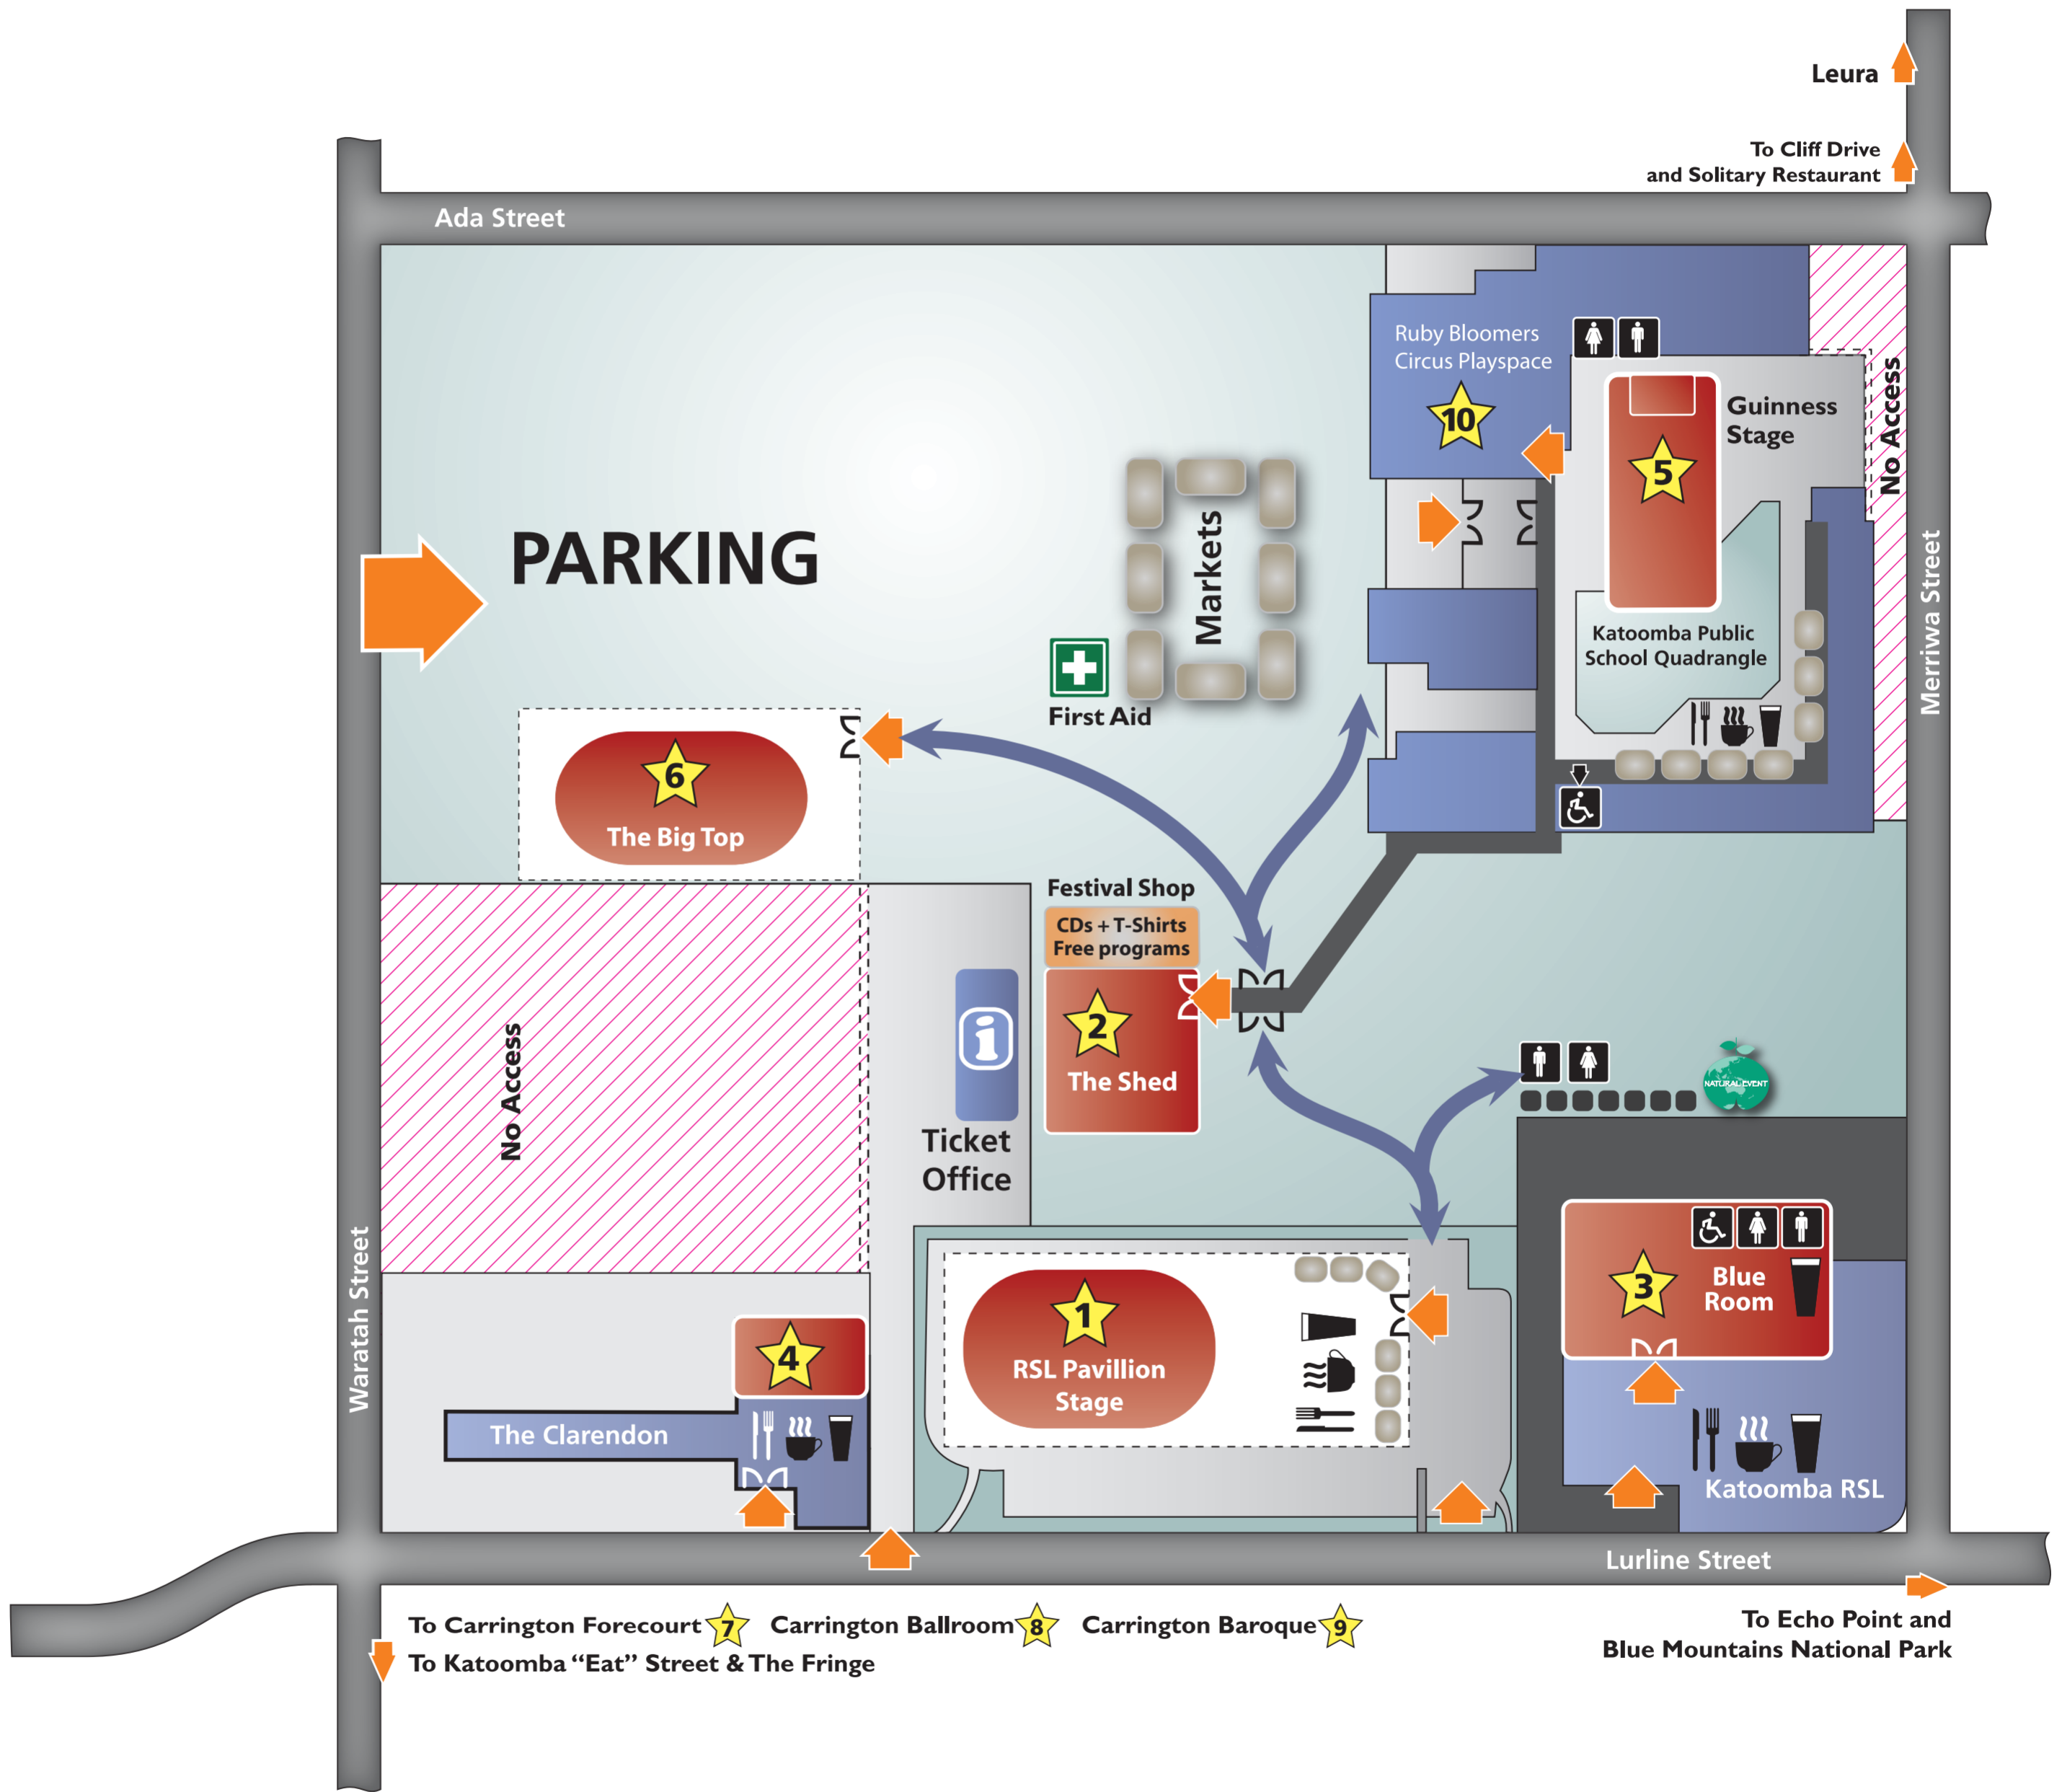 Leura
To Cliff Drive
and Solitary Restaurant
Ada Street
Ruby Bloomers
Circus Playspace
10
Guinness
Stage
5
No Access
PARKING
Markets
Katoomba Public
School Quadrangle
Merriwa Street
First Aid
6
The Big Top
Festival Shop
CDs + T-Shirts
Free programs
2
The Shed
No Access
i
Ticket
Office
NATURAL EVENT
Waratah Street
1
RSL Pavillion
Stage
3
Blue
Room
4
The Clarendon
Katoomba RSL
Lurline Street
To Carrington Forecourt 7 Carrington Ballroom 8 Carrington Baroque 9
To Katoomba “Eat” Street & The Fringe
To Echo Point and
Blue Mountains National Park